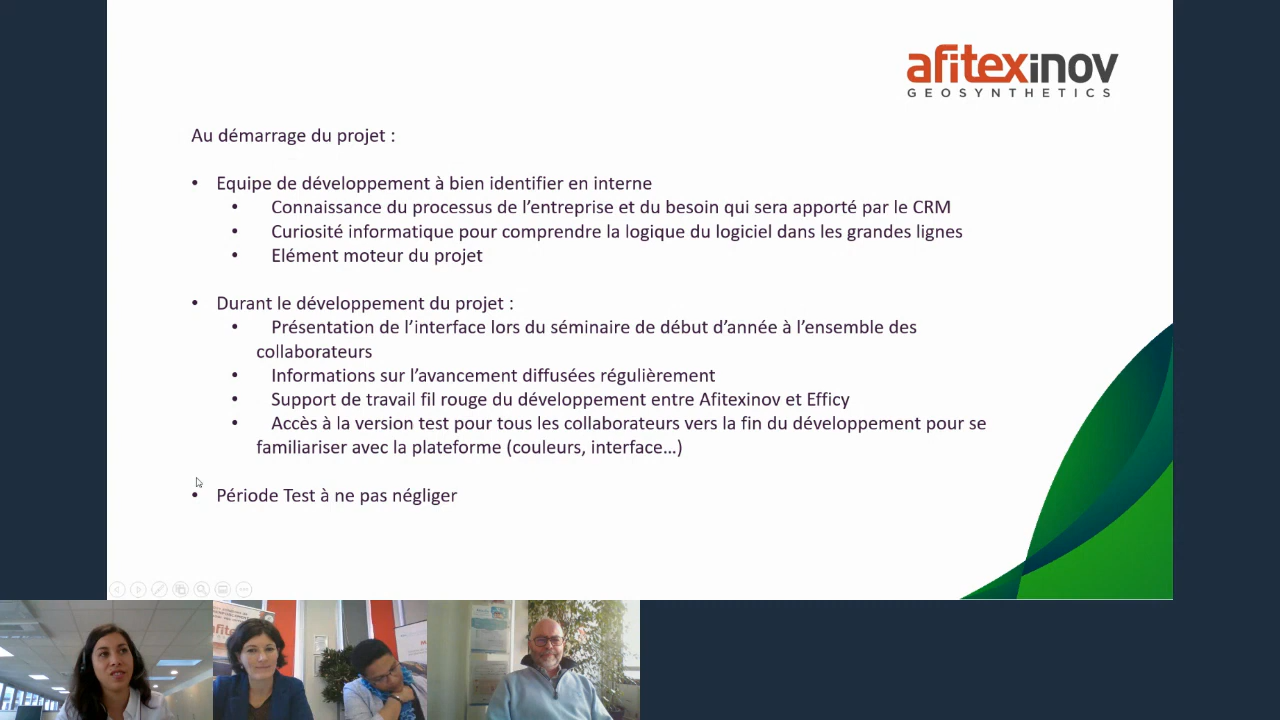 afitexinov
GEOSYNTHETICS
Au démarrage du projet :
• Equipe de développement à bien identifier en interne
• Connaissance du processus de l’entreprise et du besoin qui sera apporté par le CRM
• Curiosité informatique pour comprendre la logique du logiciel dans les grandes lignes
• Elément moteur du projet
• Durant le développement du projet :
• Présentation de l’interface lors du séminaire de début d’année à l’ensemble des
collaborateurs
• Informations sur l’avancement diffusées régulièrement
• Support de travail fil rouge du développement entre Afitexinov et Efficy
• Accès à la version test pour tous les collaborateurs vers la fin du développement pour se
familiariser avec la plateforme (couleurs, interface…)
• Période Test à ne pas négliger